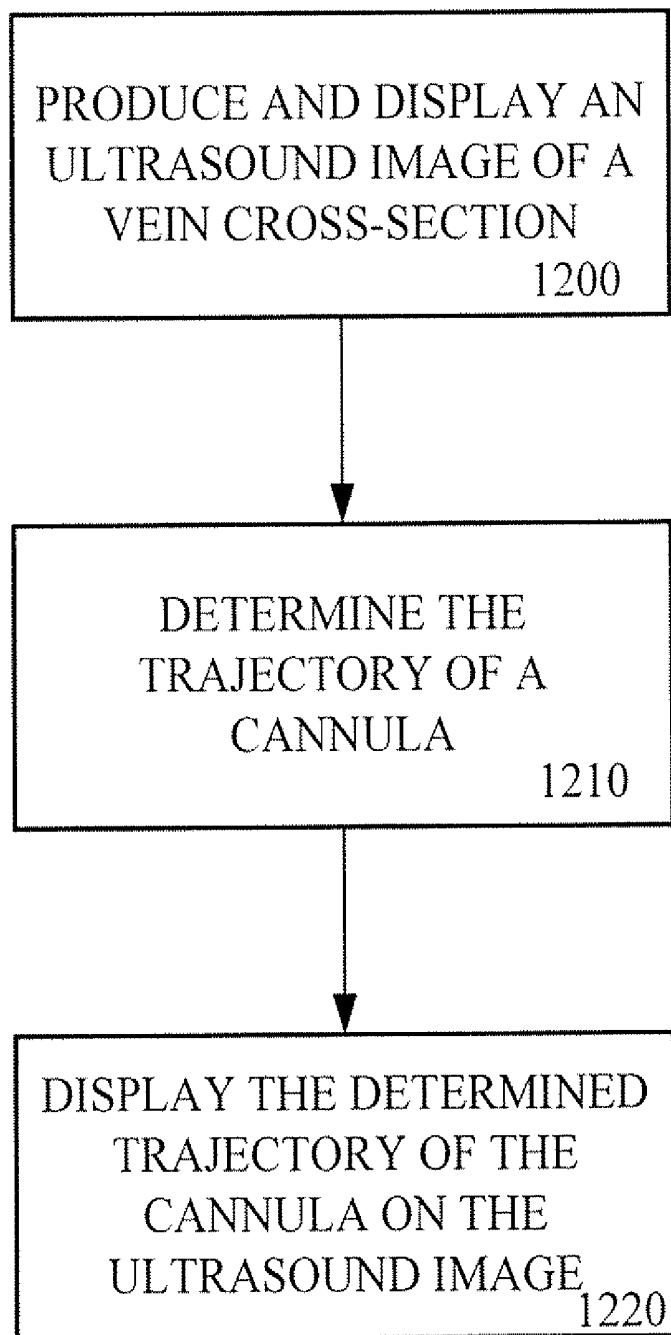 PRODUCE AND DISPLAY AN
ULTRASOUND IMAGE OF A
VEIN CROSS-SECTION
1200
DETERMINE THE
TRAJECTORY OF A
CANNULA
1210
DISPLAY THE DETERMINED
TRAJECTORY OF THE
CANNULA ON THE
ULTRASOUND IMAGE
1220